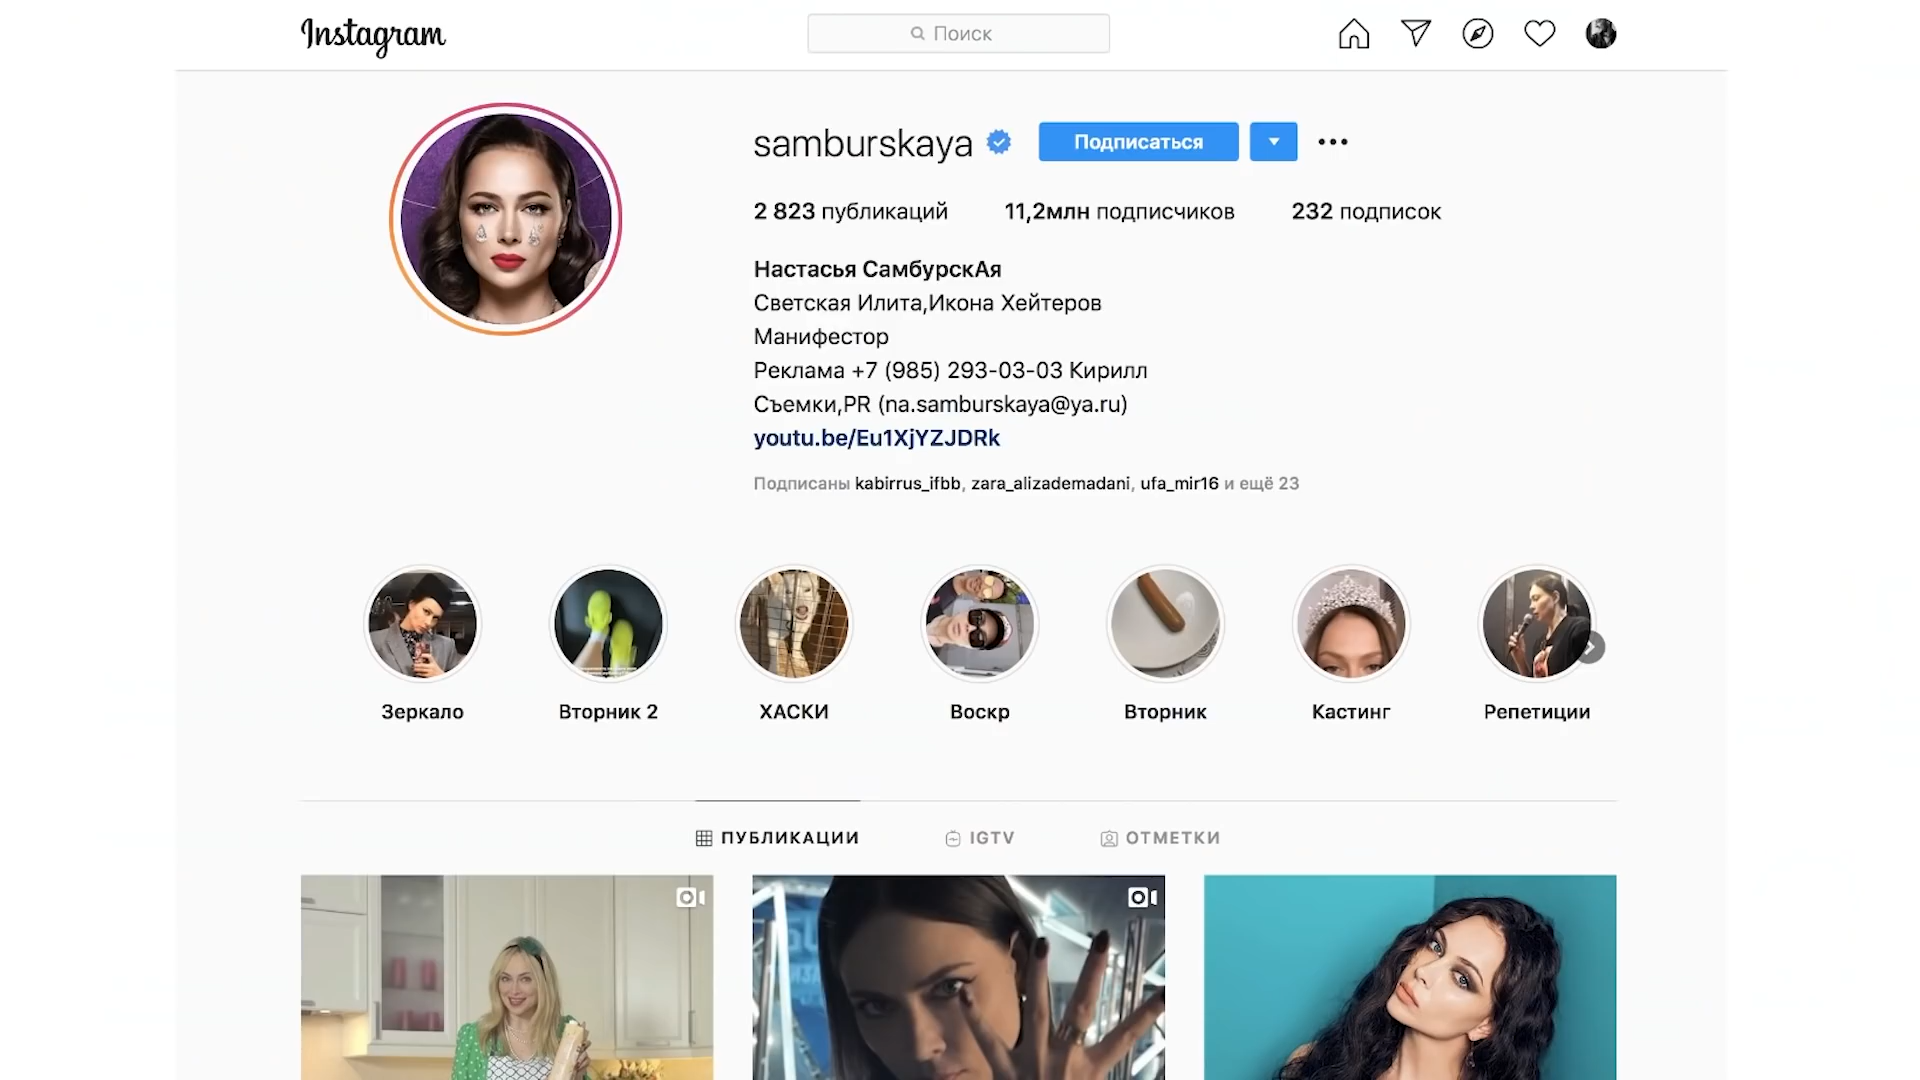 Instagram
Поиск
samburskaya
Подписаться
2 823 публикаций 11,2млн подписчиков 232 подписок
Настасья СамбурскАя
Светская Илита,Икона Хейтеров
Манифестор
Реклама +7 (985) 293-03-03 Кирилл
Съемки,PR (na.samburskaya@ya.ru)
youtu.be/Eu1XjYZJDRk
Подписаны kabirrus_ifbb, zara_alizademadani, ufa_mir16 и ещё 23
Зеркало Вторник 2 ХАСКИ Воскр Вторник Кастинг Репетиции
ПУБЛИКАЦИИ IGTV ОТМЕТКИ